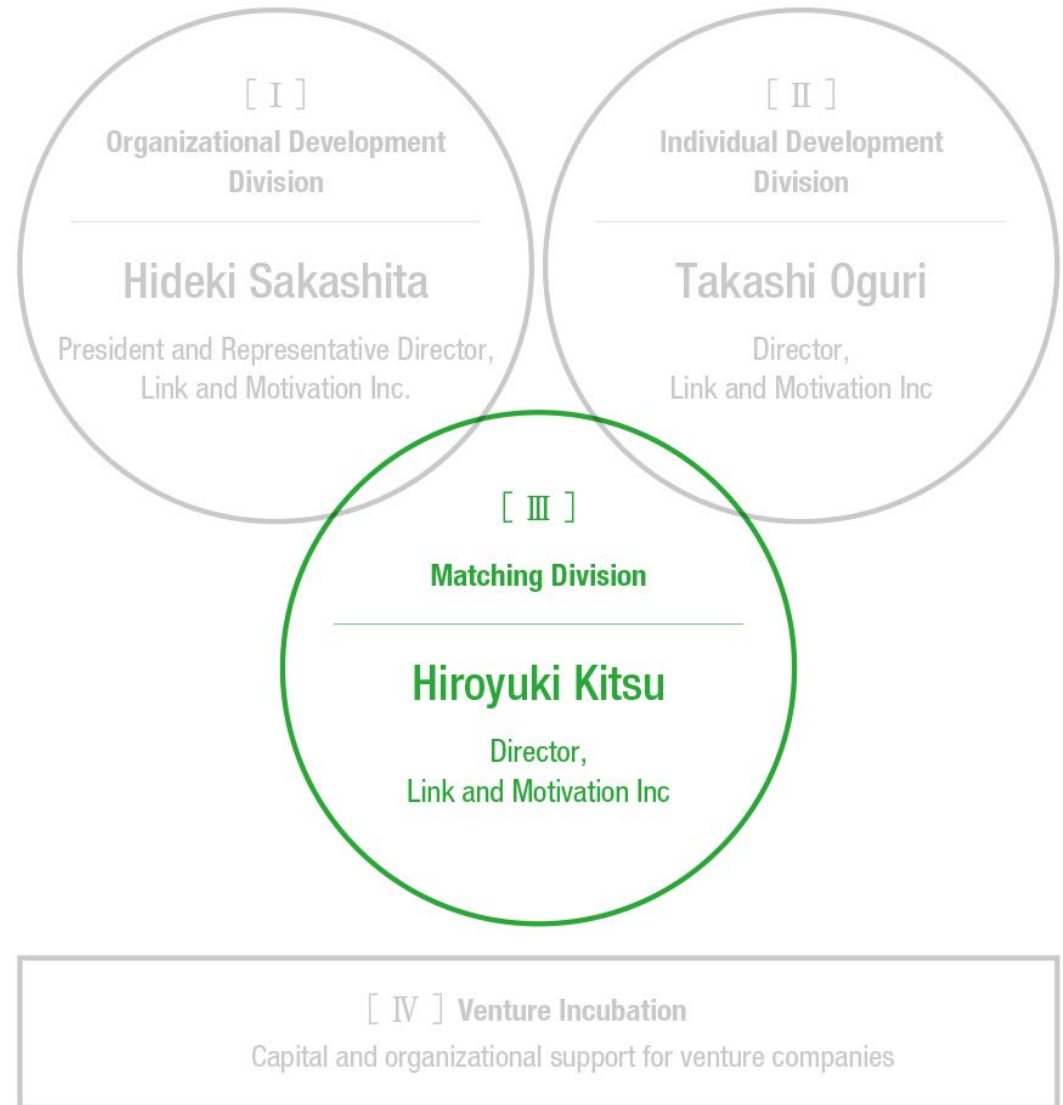 [ Ⅰ ]
Organizational Development
Division
Hideki Sakashita
President and Representative Director,
Link and Motivation Inc.
[ Ⅱ ]
Individual Development
Division
Takashi Oguri
Director,
Link and Motivation Inc
[ Ⅲ ]
Matching Division
Hiroyuki Kitsu
Director,
Link and Motivation Inc
[ Ⅳ ] Venture Incubation
Capital and organizational support for venture companies